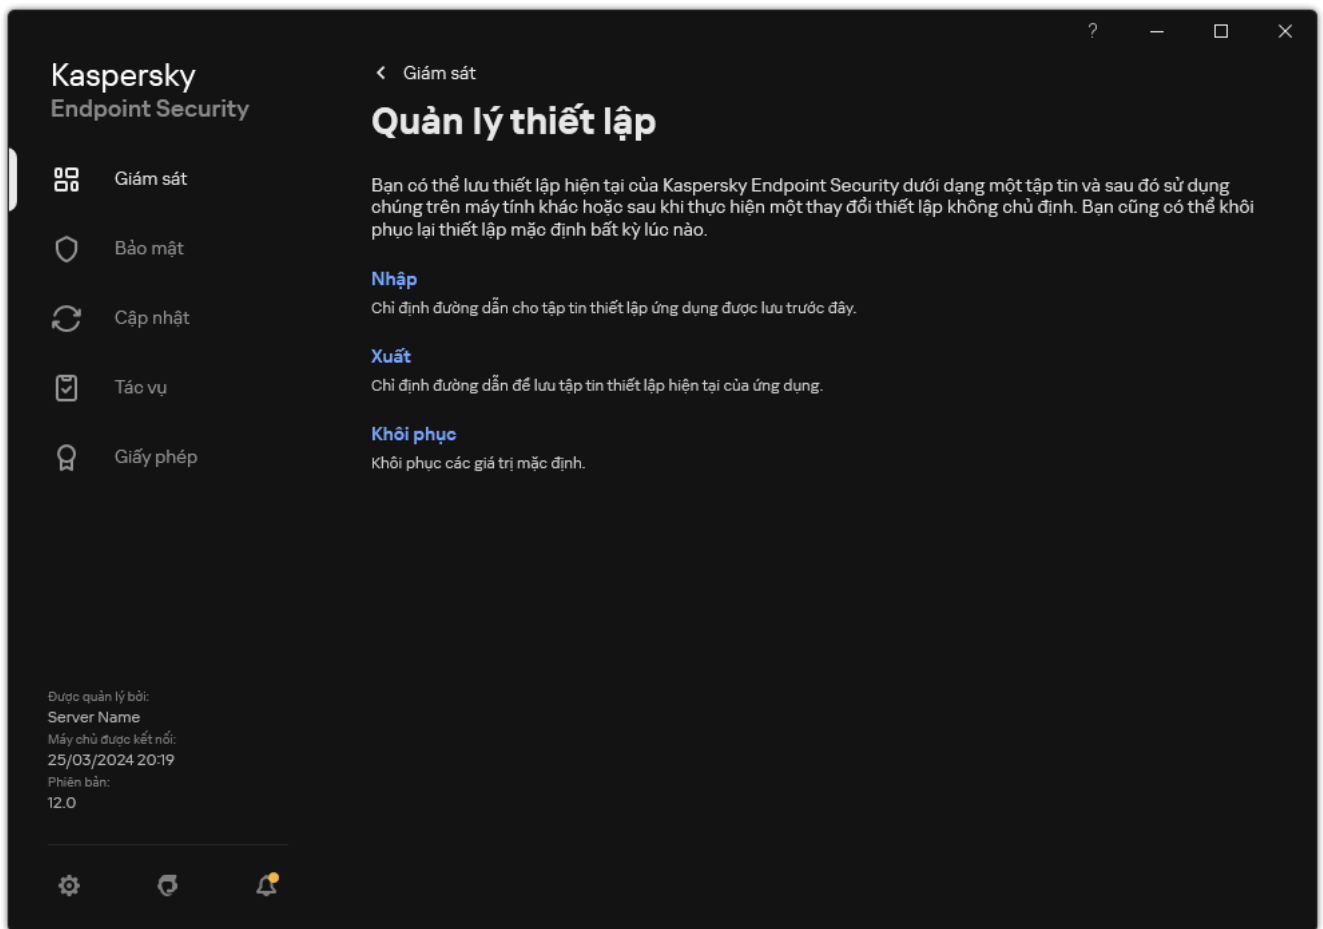 ?
Kaspersky
Endpoint Security
Giám sát
Bảo mật
Cập nhật
Tác vụ
Giấy phép
Được quản lý bởi:
Server Name
Máy chủ được kết nối:
25/03/2024 20:19
Phiên bản:
12.0
Giám sát
Quản lý thiết lập
Bạn có thể lưu thiết lập hiện tại của Kaspersky Endpoint Security dưới dạng một tập tin và sau đó sử dụng
chúng trên máy tính khác hoặc sau khi thực hiện một thay đổi thiết lập không chủ định. Bạn cũng có thể khôi
phục lại thiết lập mặc định bất kỳ lúc nào.
Nhập
Chỉ định đường dẫn cho tập tin thiết lập ứng dụng được lưu trước đây.
Xuất
Chỉ định đường dẫn để lưu tập tin thiết lập hiện tại của ứng dụng.
Khôi phục
Khôi phục các giá trị mặc định.